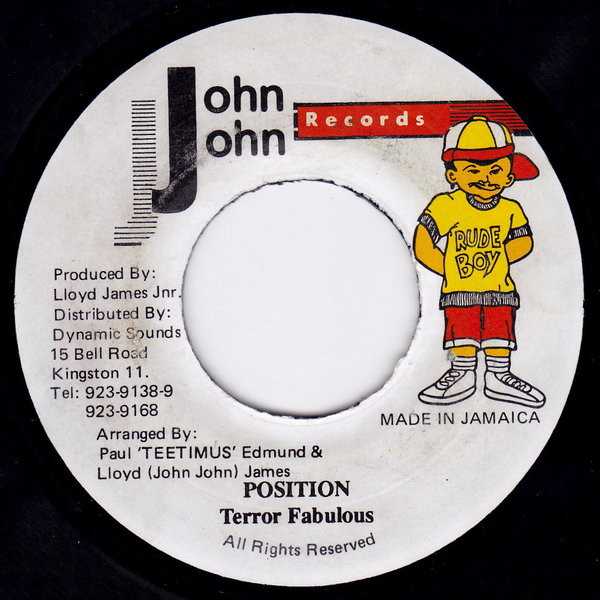 John
John
Records
RUDE
BOY
Produced By:
Lloyd James Jnr.
Distributed By:
Dynamic Sounds
15 Bell Road
Kingston 11.
Tel: 923-9138-9
923-9168
MADE IN JAMAICA
Arranged By:
Paul 'TEETIMUS' Edmund &
Lloyd (John John) James
POSITION
Terror Fabulous
All Rights Reserved